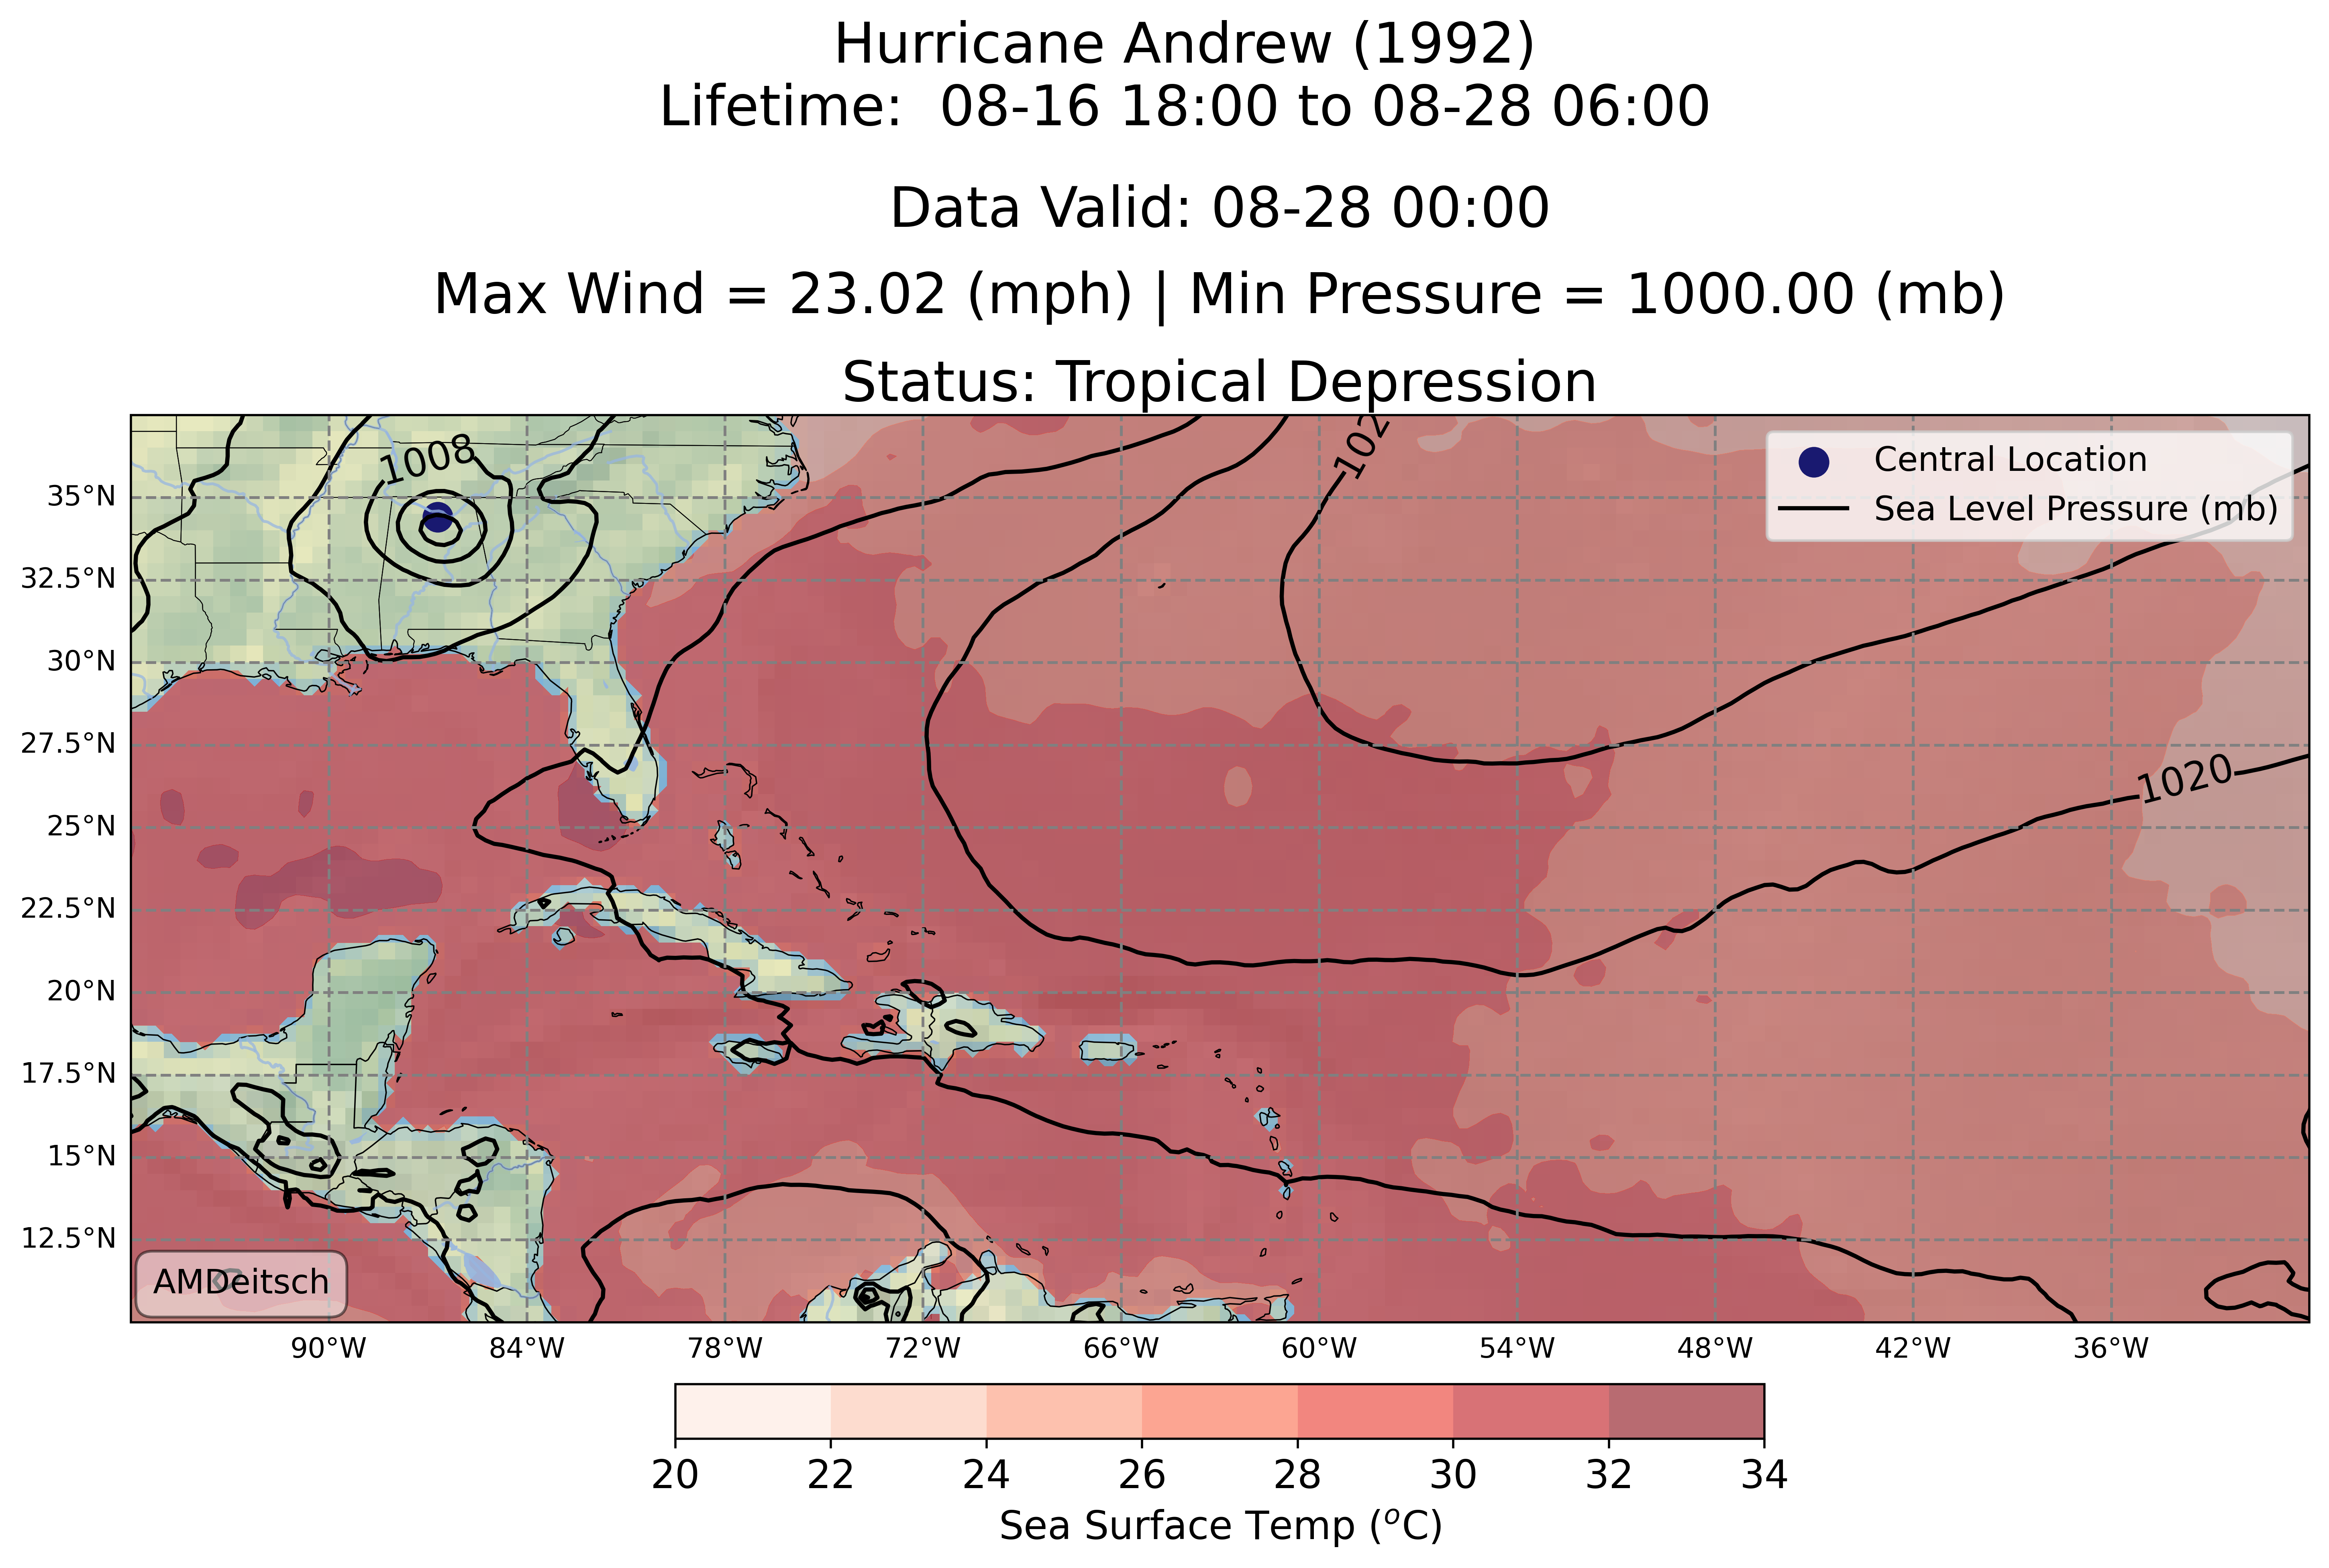 Hurricane Andrew (1992)
Lifetime:  08-16 18:00 to 08-28 06:00
Data Valid: 08-28 00:00
Max Wind = 23.02 (mph) | Min Pressure = 1000.00 (mb)
Status: Tropical Depression
1008
102
Central Location
Sea Level Pressure (mb)
35°N
32.5°N
30°N
27.5°N
25°N
22.5°N
20°N
17.5°N
15°N
12.5°N
1020
AMDeitsch
90°W 84°W 78°W 72°W 66°W 60°W 54°W 48°W 42°W 36°W
20 22 24 26 28 30 32 34
Sea Surface Temp (°C)